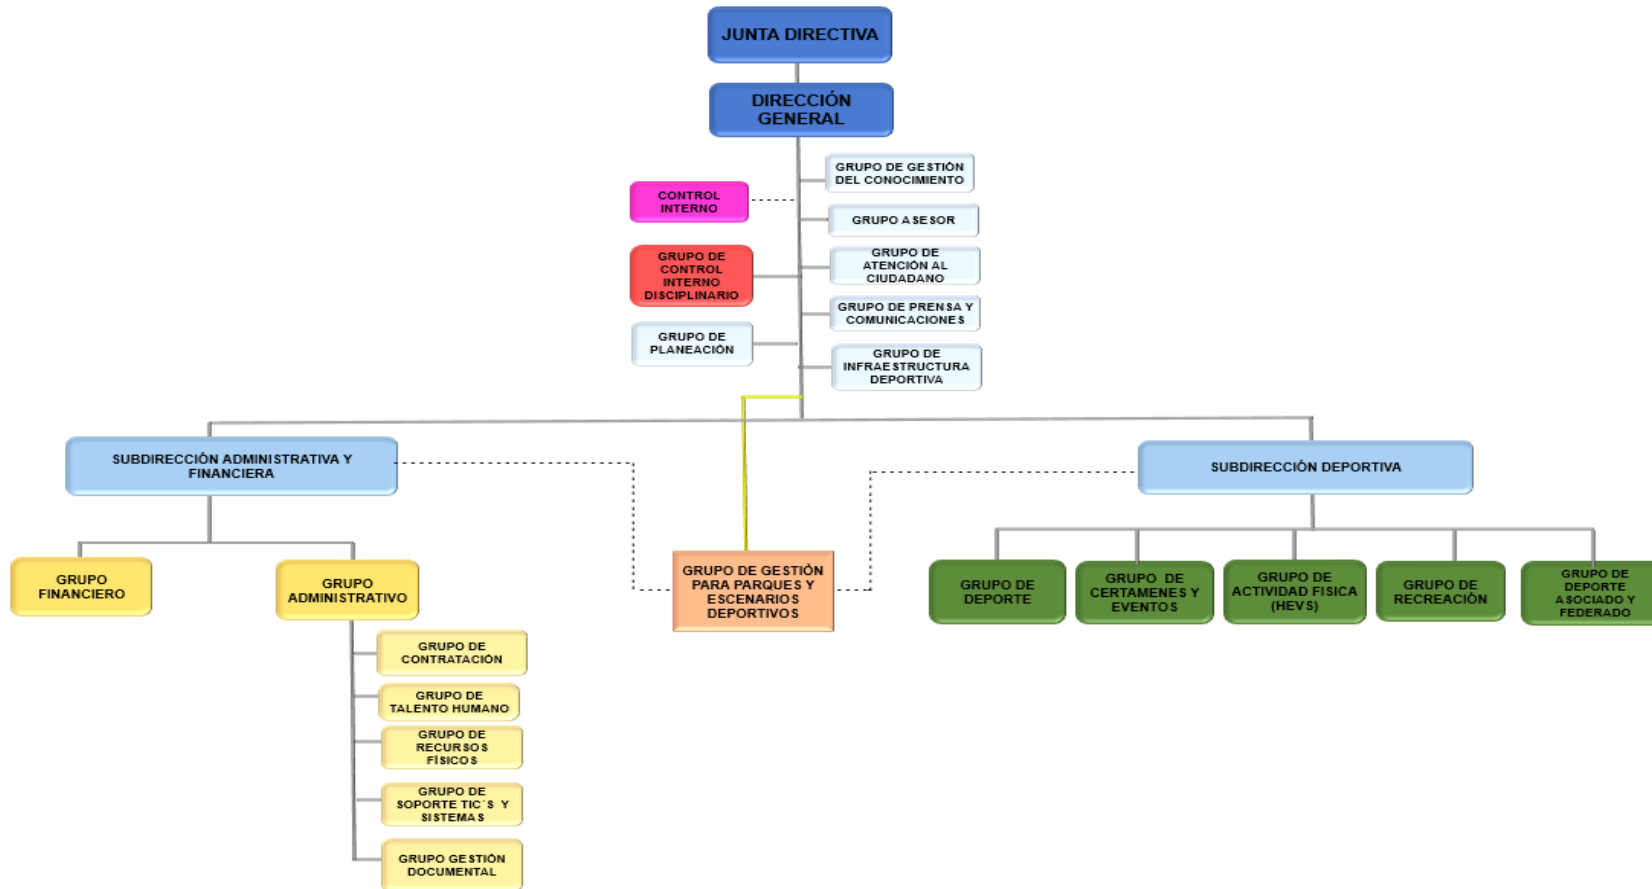 JUNTA DIRECTIVA
DIRECCIÓN
GENERAL
GRUPO DE GESTIÓN
DEL CONOCIMIENTO
CONTROL
INTERNO
GRUPO ASESOR
GRUPO DE
CONTROL
INTERNO
DISCIPLINARIO
GRUPO DE
ATENCIÓN AL
CIUDADANO
GRUPO DE PRENSA Y
COMUNICACIONES
GRUPO DE
PLANEACIÓN
GRUPO DE
INFRAESTRUCTURA
DEPORTIVA
SUBDIRECCIÓN ADMINISTRATIVA Y
FINANCIERA
SUBDIRECCIÓN DEPORTIVA
GRUPO
FINANCIERO
GRUPO
ADMINISTRATIVO
GRUPO DE GESTIÓN
PARA PARQUES Y
ESCENARIOS
DEPORTIVOS
GRUPO DE
DEPORTE
GRUPO DE
CERTAMENES Y
EVENTOS
GRUPO DE
ACTIVIDAD FISICA
(HEVS)
GRUPO DE
RECREACIÓN
GRUPO DE
DEPORTE
ASOCIADO Y
FEDERADO
GRUPO DE
CONTRATACIÓN
GRUPO DE
TALENTO HUMANO
GRUPO DE
RECURSOS
FÍSICOS
GRUPO DE
SOPORTE TIC´S Y
SISTEMAS
GRUPO GESTIÓN
DOCUMENTAL